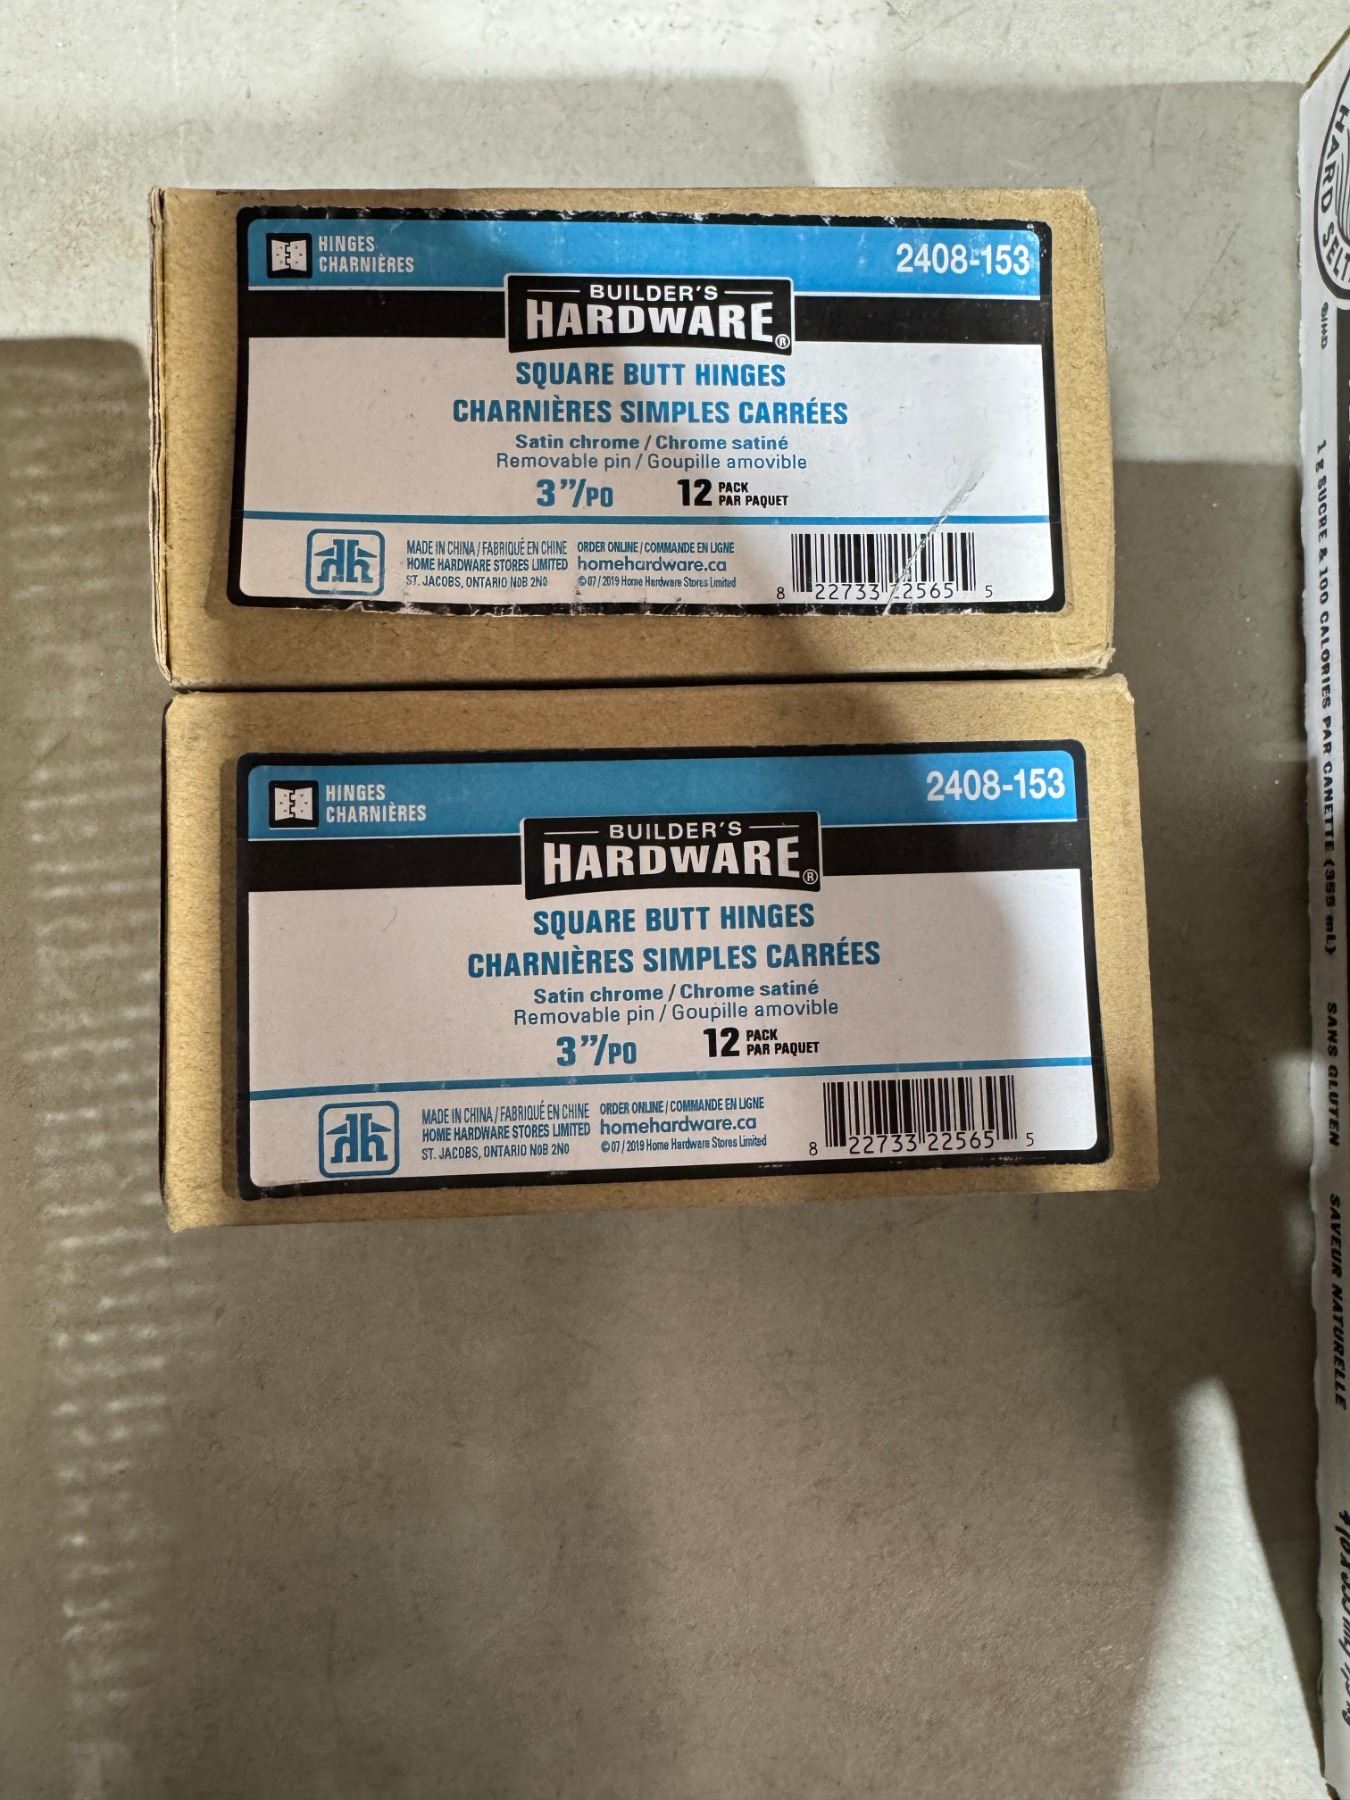 HINGES
CHARNIÈRES
2408-153
BUILDER'S
HARDWARE®
SQUARE BUTT HINGES
CHARNIÈRES SIMPLES CARRÉES
Satin chrome / Chrome satiné
Removable pin / Goupille amovible
3"/PO 12 PACK
PAR PAQUET
MADE IN CHINA / FABRIQUÉ EN CHINE
HOME HARDWARE STORES LIMITED
ST. JACOBS, ONTARIO N0B 2N0
ORDER ONLINE / COMMANDE EN LIGNE
homehardware.ca
©07 / 2019 Home Hardware Stores Limited
8 22733 22565 5
HINGES
CHARNIÈRES
2408-153
BUILDER'S
HARDWARE®
SQUARE BUTT HINGES
CHARNIÈRES SIMPLES CARRÉES
Satin chrome / Chrome satiné
Removable pin / Goupille amovible
3"/PO 12 PACK
PAR PAQUET
MADE IN CHINA / FABRIQUÉ EN CHINE
HOME HARDWARE STORES LIMITED
ST. JACOBS, ONTARIO N0B 2N0
ORDER ONLINE / COMMANDE EN LIGNE
homehardware.ca
©07 / 2019 Home Hardware Stores Limited
8 22733 22565 5
HARD SELT
1 g SUCRE & 100 CALORIES PAR CANETTE (355 mL) SANS GLUTEN SAVEUR NATURELLE